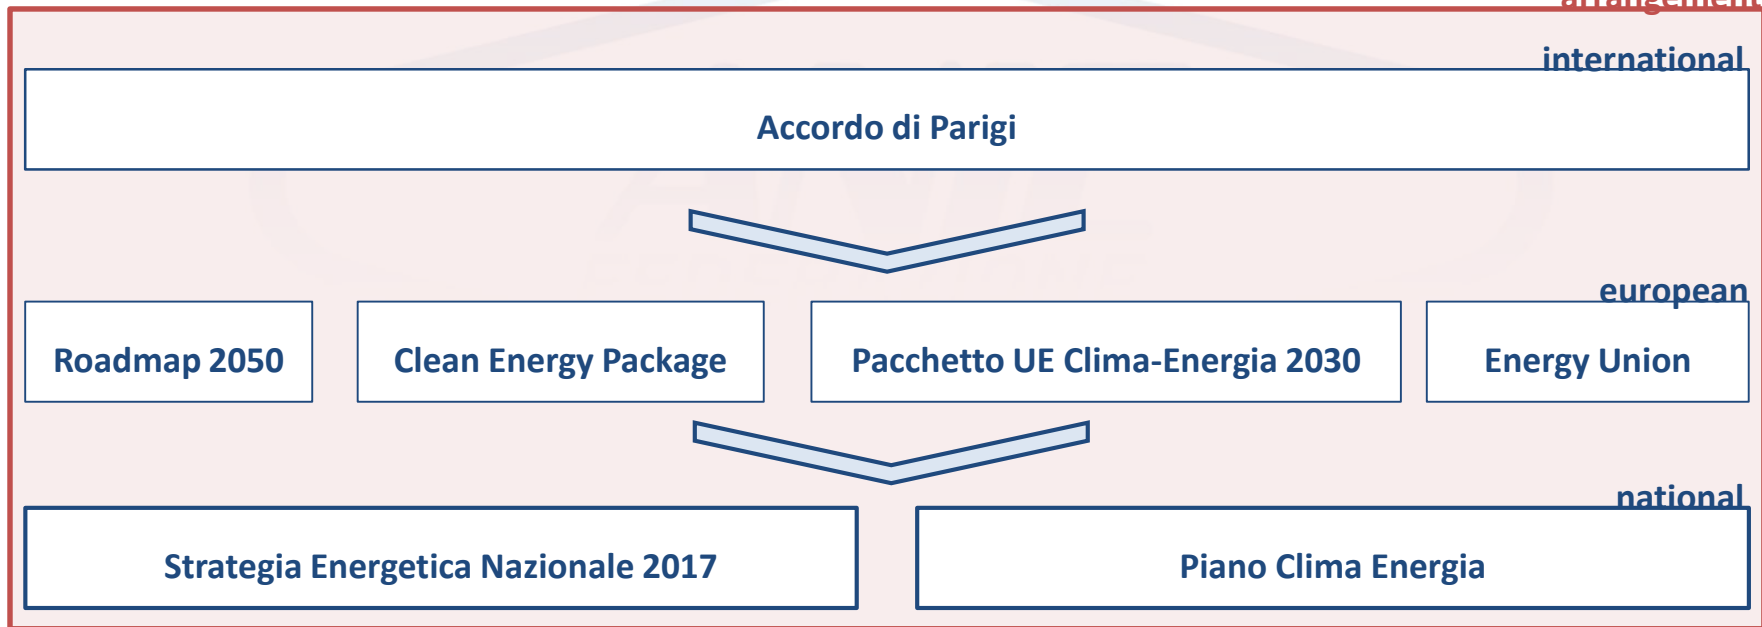 arrangement
international
Accordo di Parigi
european
Roadmap 2050
Clean Energy Package
Pacchetto UE Clima-Energia 2030
Energy Union
national
Strategia Energetica Nazionale 2017
Piano Clima Energia